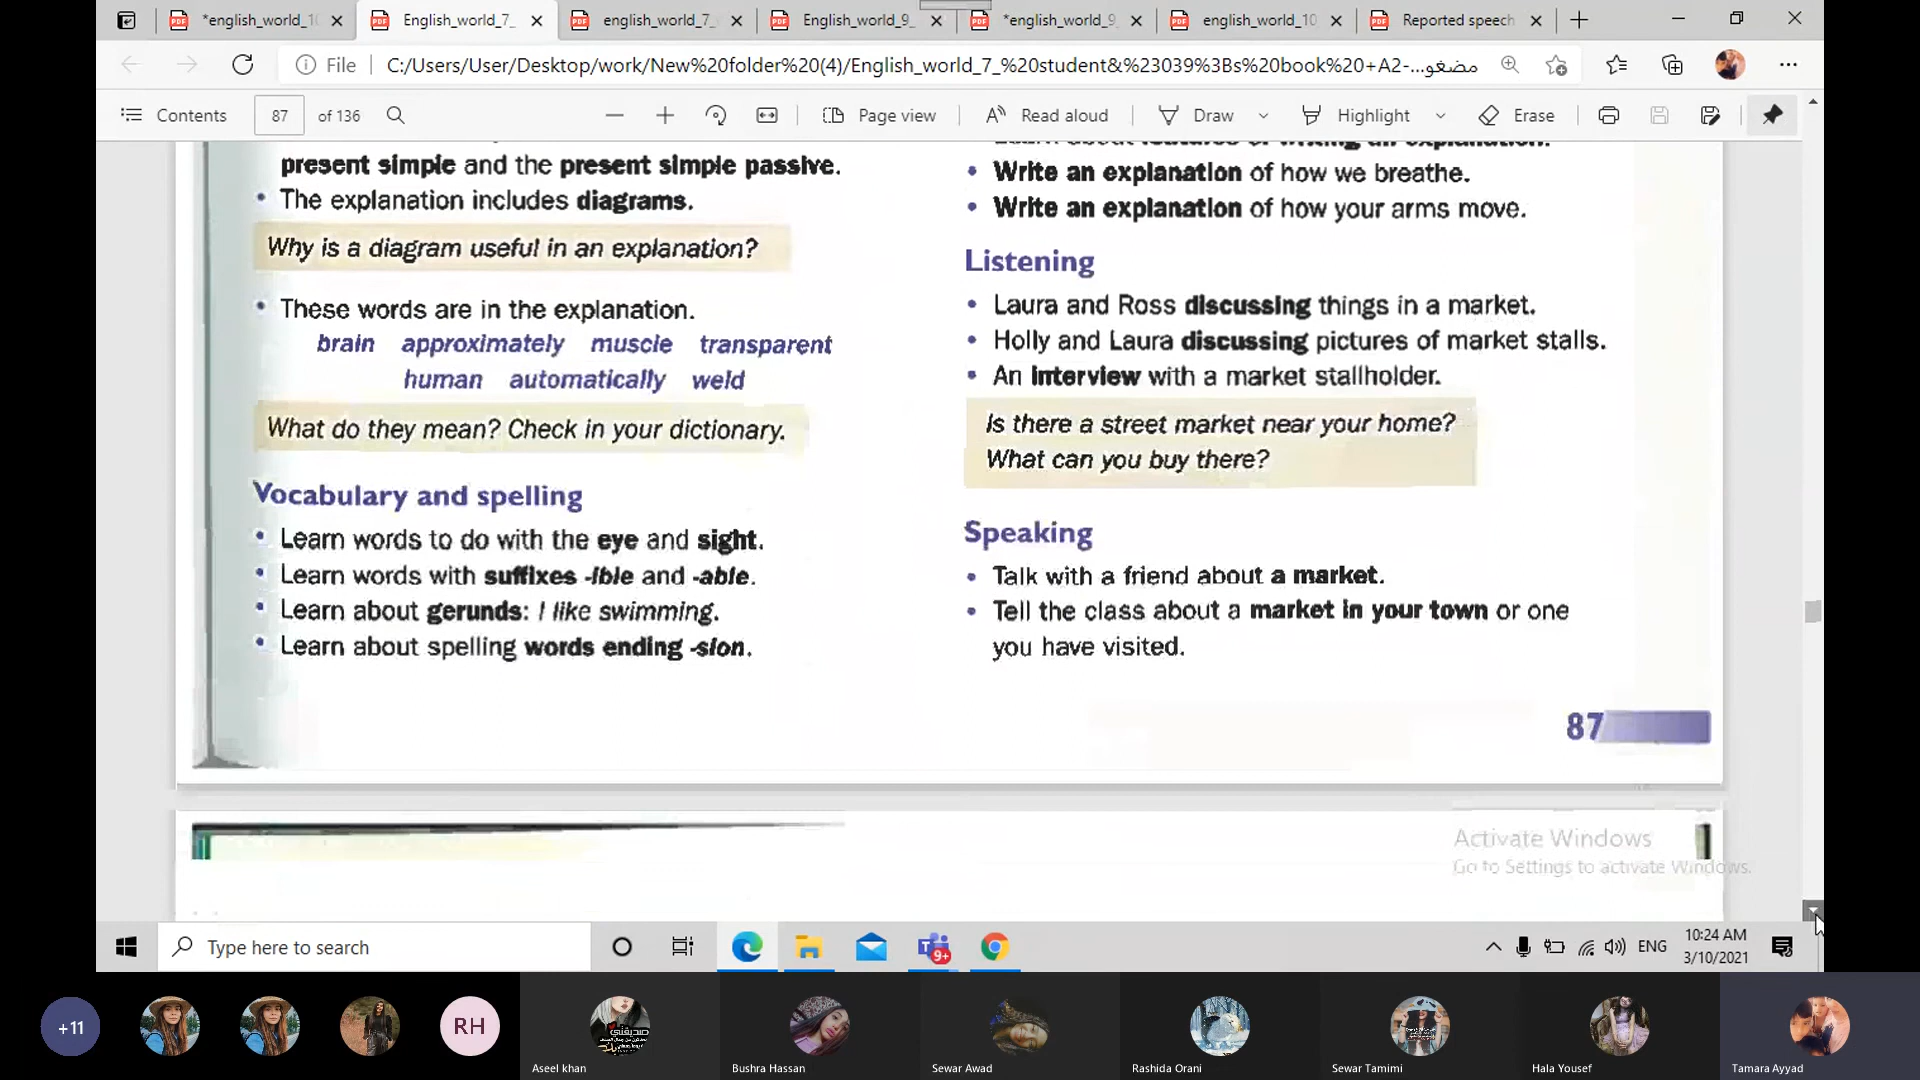 *english_world_10
English_world_7_
english_world_7_
English_world_9_
*english_world_9_
english_world_10
Reported speech
File
C:/Users/User/Desktop/work/New%20folder%20(4)/English_world_7_%20student&%23039%3Bs%20book%20+A2-...مضغو
Contents
87
of 136
Page view
Read aloud
Draw
Highlight
Erase
present simple and the present simple passive.
• The explanation includes diagrams.
Why is a diagram useful in an explanation?
• These words are in the explanation.
brain approximately muscle transparent
human automatically weld
What do they mean? Check in your dictionary.
Vocabulary and spelling
• Learn words to do with the eye and sight.
• Learn words with suffixes -ible and -able.
• Learn about gerunds: I like swimming.
• Learn about spelling words ending -sion.
• Learn about features of writing an explanation.
• Write an explanation of how we breathe.
• Write an explanation of how your arms move.
Listening
• Laura and Ross discussing things in a market.
• Holly and Laura discussing pictures of market stalls.
• An interview with a market stallholder.
Is there a street market near your home?
What can you buy there?
Speaking
• Talk with a friend about a market.
• Tell the class about a market in your town or one
you have visited.
87
Activate Windows
Go to Settings to activate Windows.
Type here to search
9+
ENG
10:24 AM
3/10/2021
+11
RH
Aseel khan
Bushra Hassan
Sewar Awad
Rashida Orani
Sewar Tamimi
Hala Yousef
Tamara Ayyad